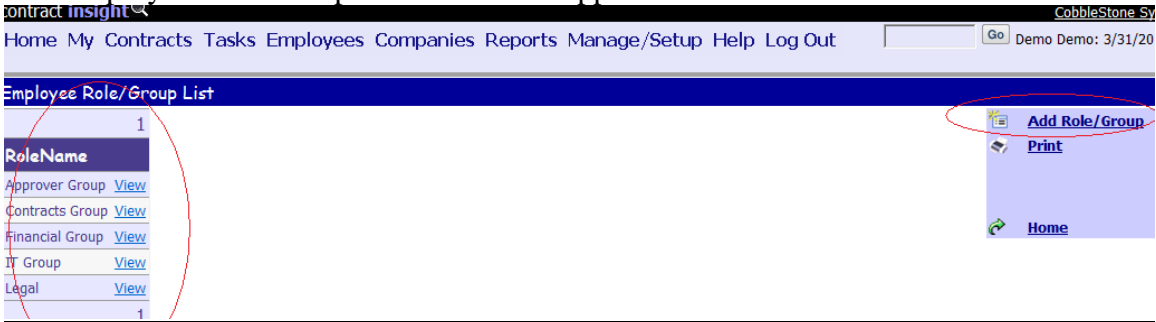 contract insight CobbleStone Sy
Home My Contracts Tasks Employees Companies Reports Manage/Setup Help Log Out Go Demo Demo: 3/31/20
Employee Role/Group List
1
RoleName
Approver Group View
Contracts Group View
Financial Group View
IT Group View
Legal View
1
Add Role/Group
Print
Home